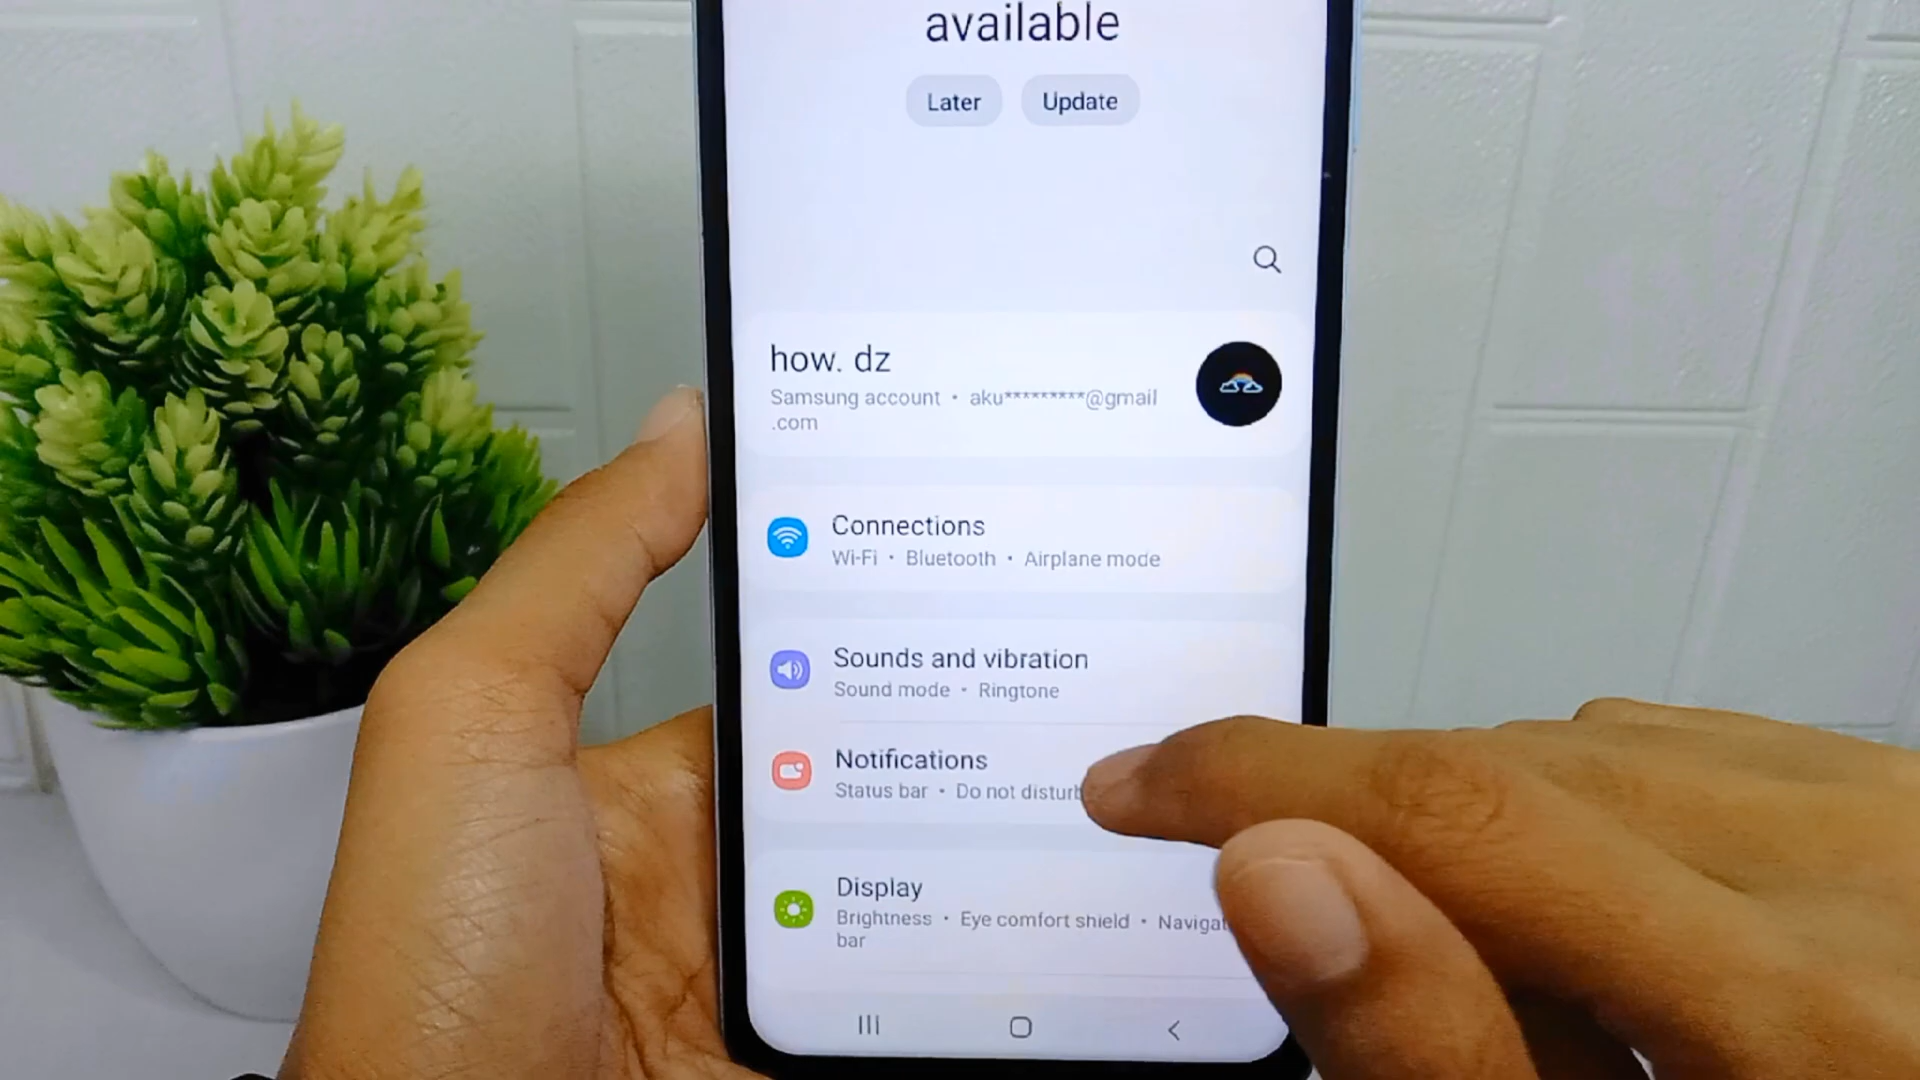 available
Later Update
how. dz
Samsung account • aku*********@gmail
.com
Connections
Wi-Fi • Bluetooth • Airplane mode
Sounds and vibration
Sound mode • Ringtone
Notifications
Status bar • Do not disturb
Display
Brightness • Eye comfort shield •
bar